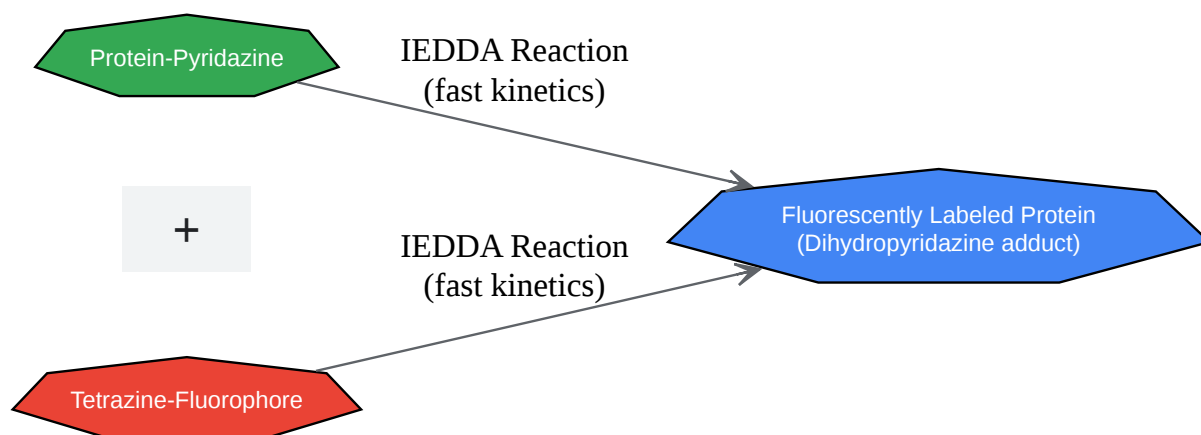 Protein-Pyridazine
IEDDA Reaction
(fast kinetics)
+
Fluorescently Labeled Protein
(Dihydropyridazine adduct)
IEDDA Reaction
(fast kinetics)
Tetrazine-Fluorophore